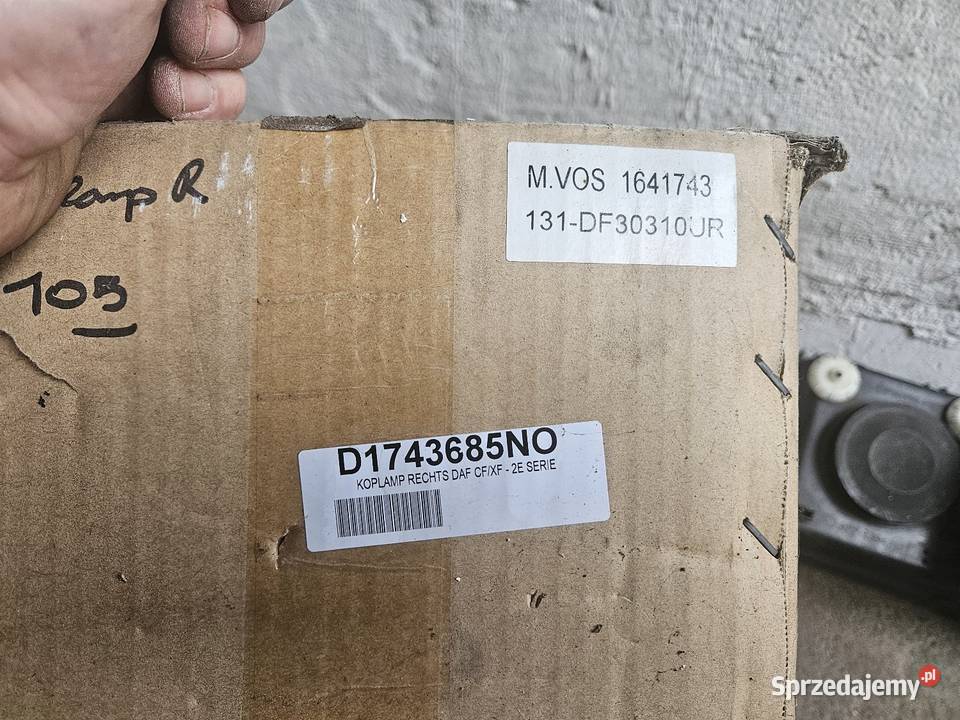 Lamp R
105
M.VOS 1641743
131-DF30310UR
D1743685NO
KOPLAMP RECHTS DAF CF/XF - 2E SERIE
Sprzedajemy.pl